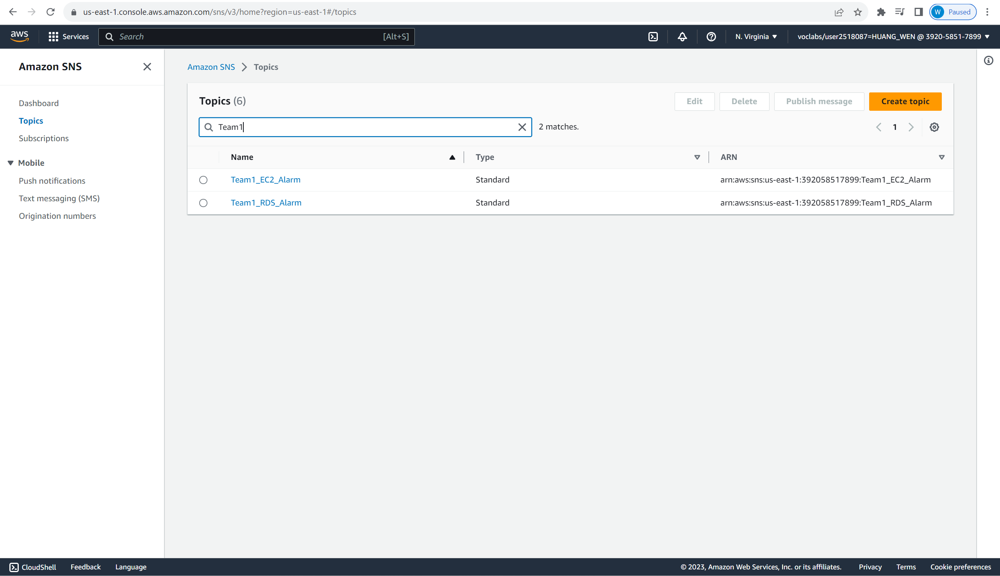 us-east-1.console.aws.amazon.com/sns/v3/home?region=us-east-1#/topics
W Paused
aws Services Search [Alt+S] N. Virginia voclabs/user2518087=HUANG_WEN @ 3920-5851-7899
Amazon SNS
Dashboard
Topics
Subscriptions
Mobile
Push notifications
Text messaging (SMS)
Origination numbers
Amazon SNS Topics
Topics (6) Edit Delete Publish message Create topic
Team1 2 matches. 1
Name Type ARN
Team1_EC2_Alarm Standard arn:aws:sns:us-east-1:392058517899:Team1_EC2_Alarm
Team1_RDS_Alarm Standard arn:aws:sns:us-east-1:392058517899:Team1_RDS_Alarm
CloudShell Feedback Language © 2023, Amazon Web Services, Inc. or its affiliates. Privacy Terms Cookie preferences